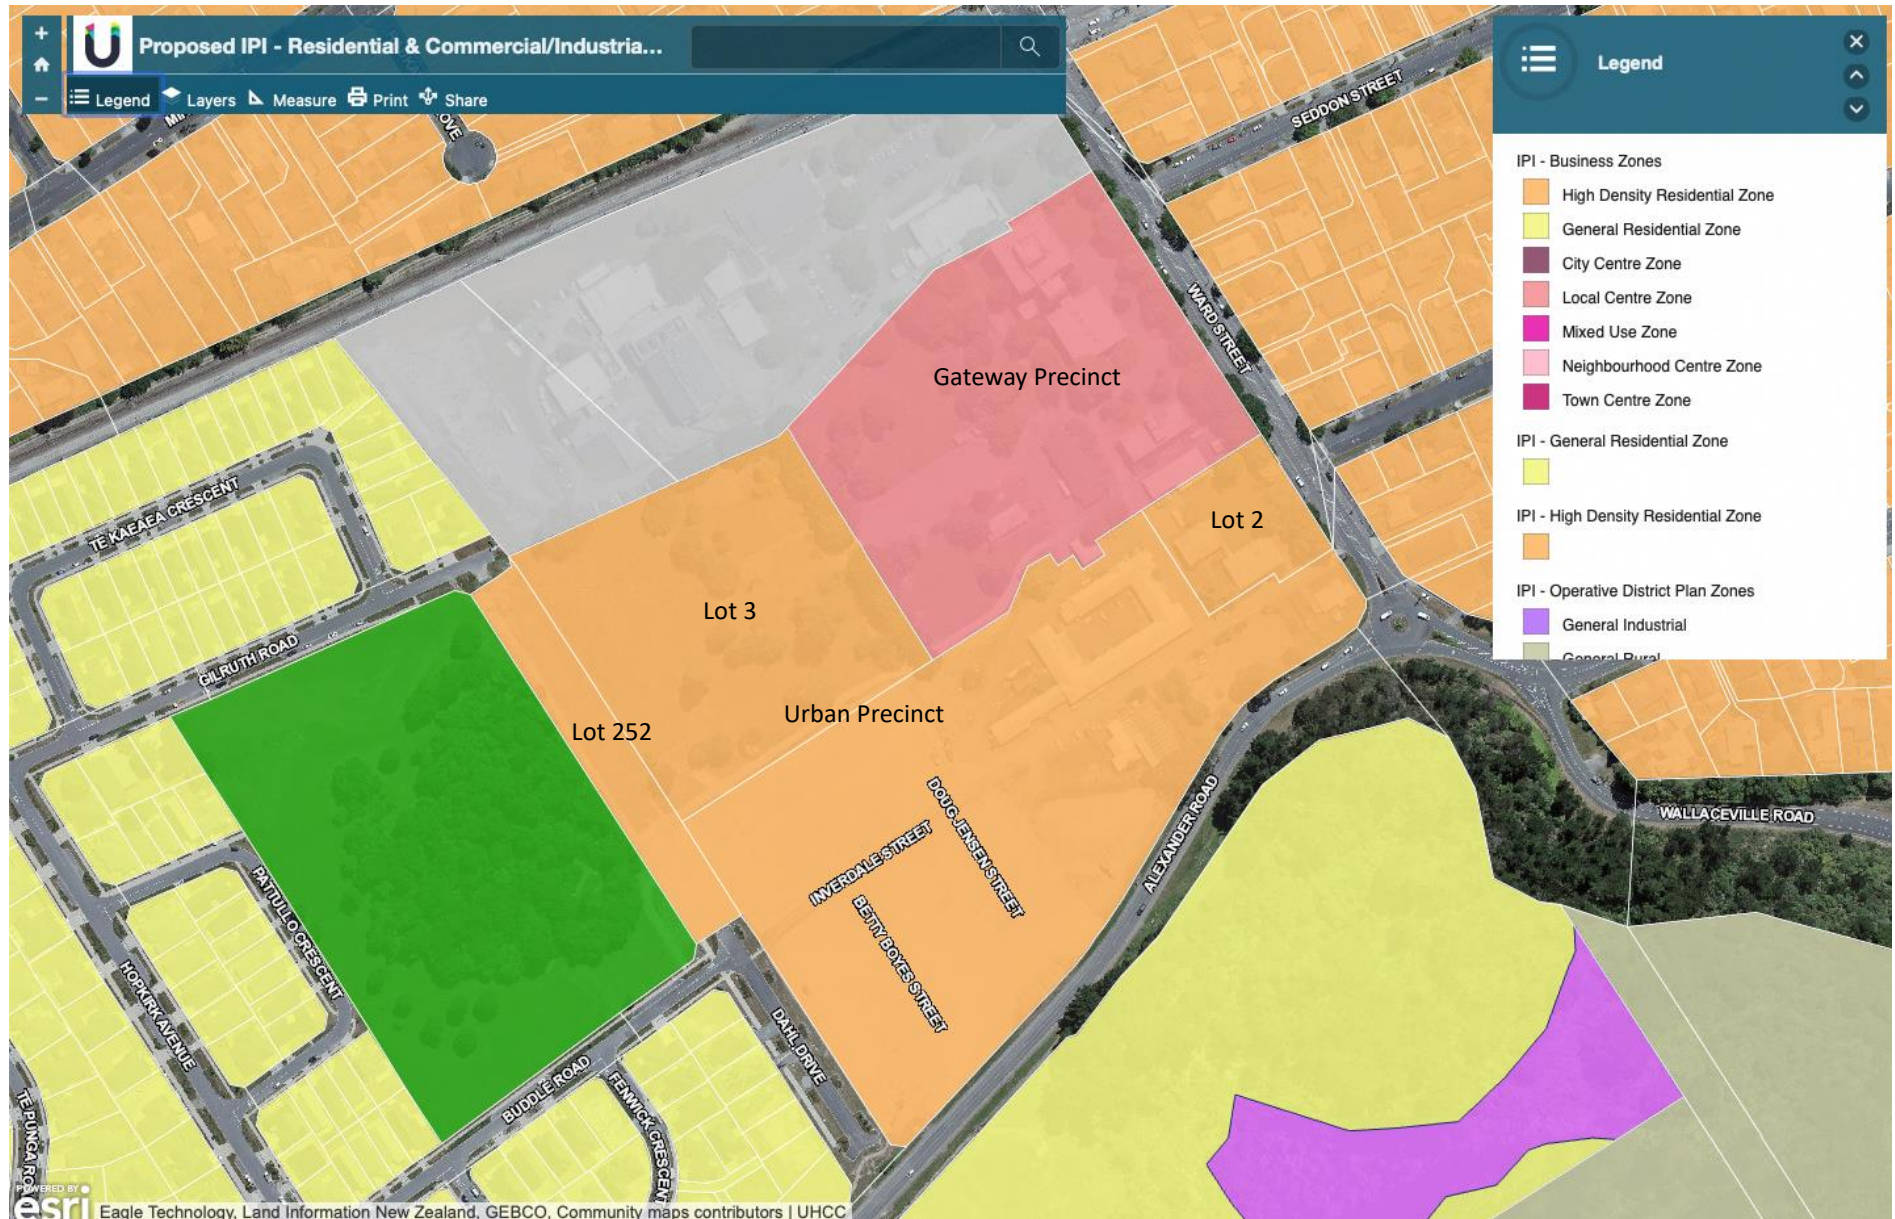 +
−
Proposed IPI - Residential & Commercial/Industria...
Legend
Layers
Measure
Print
Share
Legend
IPI - Business Zones
High Density Residential Zone
General Residential Zone
City Centre Zone
Local Centre Zone
Mixed Use Zone
Neighbourhood Centre Zone
Town Centre Zone
IPI - General Residential Zone
IPI - High Density Residential Zone
IPI - Operative District Plan Zones
General Industrial
General Rural
SEDDON STREET
WARD STREET
Gateway Precinct
Lot 2
TE KAEAEA CRESCENT
Lot 3
GILRUTH ROAD
Lot 252
Urban Precinct
DOUG JENSEN STREET
INVERDALE STREET
BETTY BOYES STREET
ALEXANDER ROAD
WALLACEVILLE ROAD
PATTULLO CRESCENT
HOPKIRK AVENUE
DAHL DRIVE
BUDDLE ROAD
FENWICK CRESCENT
TE PUNGA RO
POWERED BY
esri
Eagle Technology, Land Information New Zealand, GEBCO, Community maps contributors | UHCC